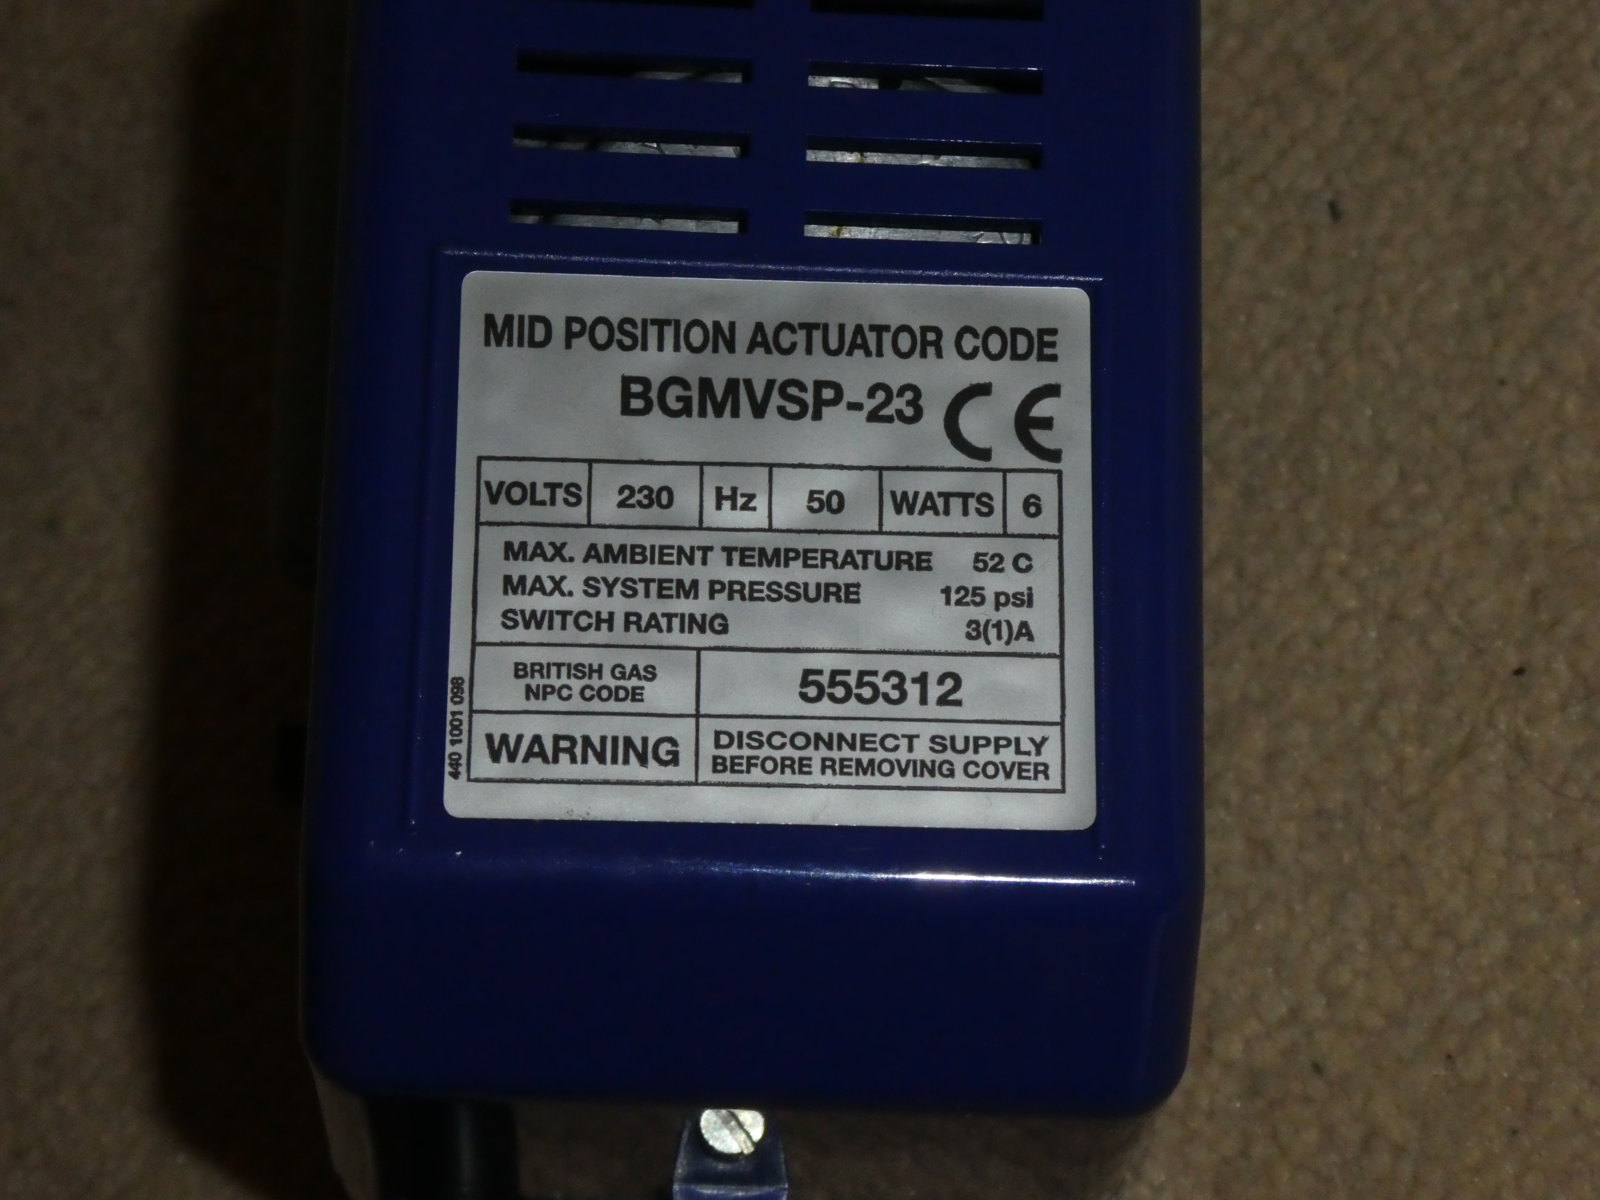 MID POSITION ACTUATOR CODE
BGMVSP-23 CE
VOLTS 230 Hz 50 WATTS 6
MAX. AMBIENT TEMPERATURE 52 C
MAX. SYSTEM PRESSURE 125 psi
SWITCH RATING 3(1)A
BRITISH GAS
NPC CODE
555312
WARNING
DISCONNECT SUPPLY
BEFORE REMOVING COVER
440 1001 098